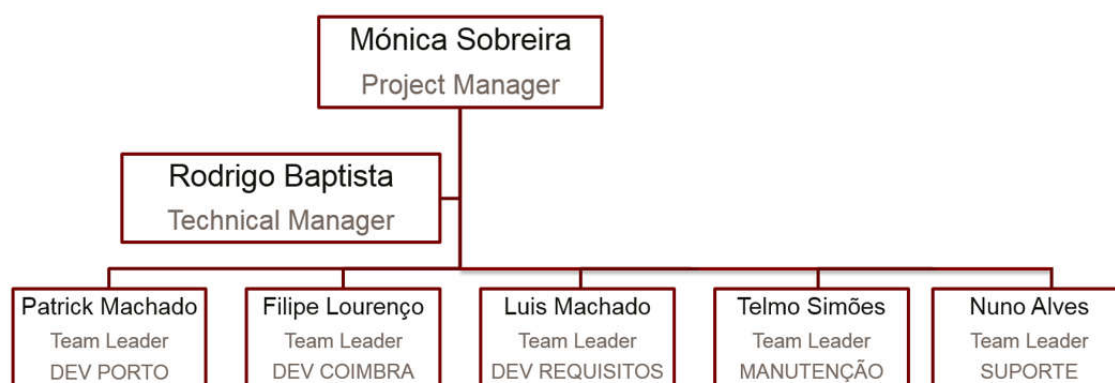 Mónica Sobreira
Project Manager
Rodrigo Baptista
Technical Manager
Patrick Machado
Team Leader
DEV PORTO
Filipe Lourenço
Team Leader
DEV COIMBRA
Luis Machado
Team Leader
DEV REQUISITOS
Telmo Simões
Team Leader
MANUTENÇÃO
Nuno Alves
Team Leader
SUPORTE